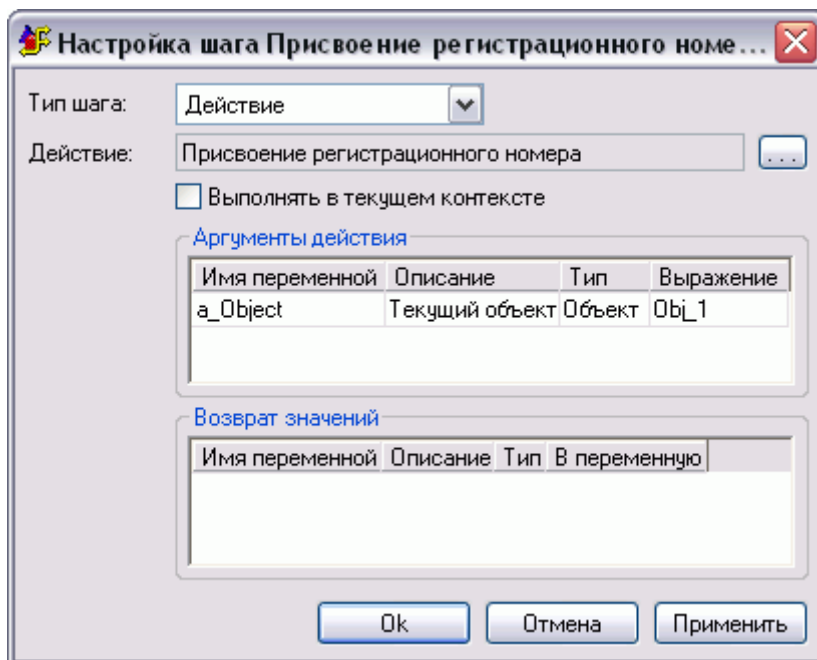 Настройка шага Присвоение регистрационного номе...
Тип шага: Действие
Действие: Присвоение регистрационного номера ...
Выполнять в текущем контексте
Аргументы действия
Имя переменной Описание Тип Выражение
a_Object Текущий объект Объект Obj_1
Возврат значений
Имя переменной Описание Тип В переменную
Ok Отмена Применить